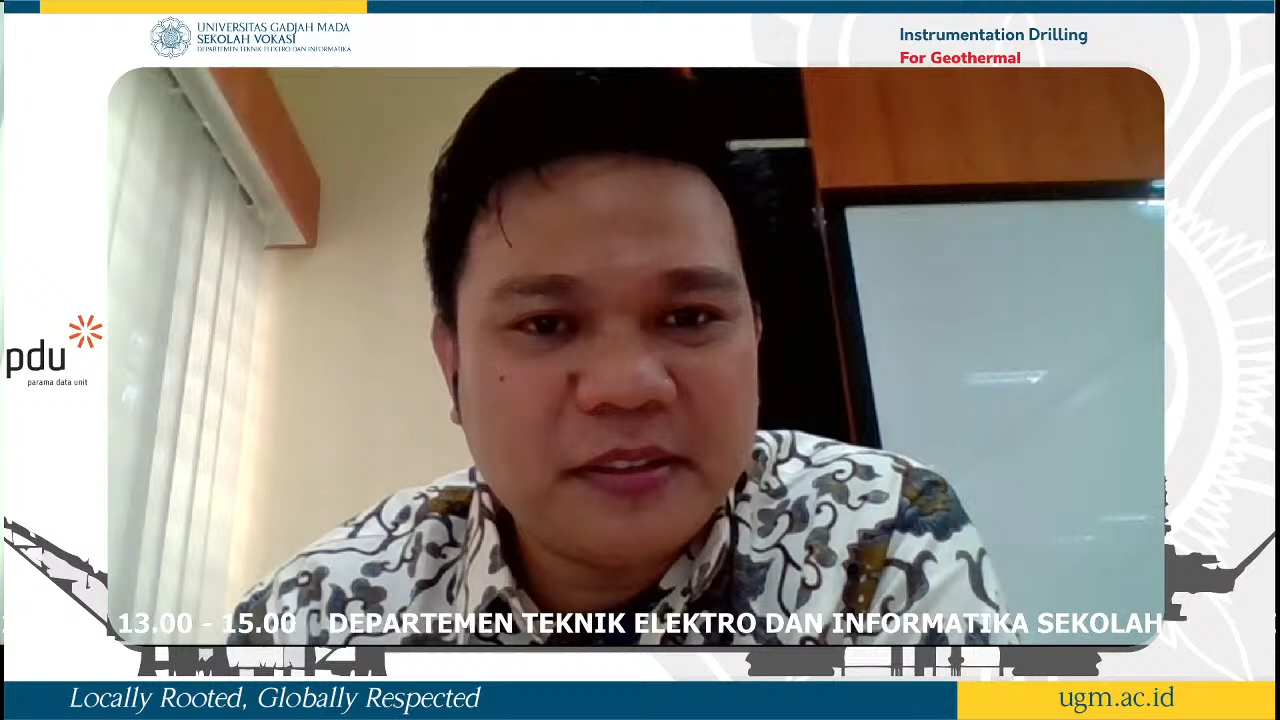 UNIVERSITAS GADJAH MADA
SEKOLAH VOKASI
DEPARTEMEN TEKNIK ELEKTRO DAN INFORMATIKA
Instrumentation Drilling
For Geothermal
pdu
parama data unit
13.00 - 15.00 DEPARTEMEN TEKNIK ELEKTRO DAN INFORMATIKA SEKOLAH
Locally Rooted, Globally Respected
ugm.ac.id